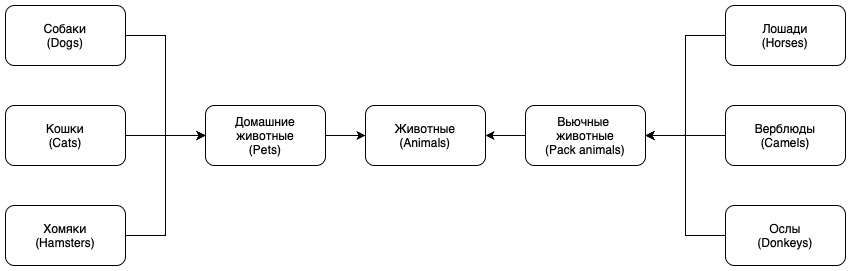 Собаки
(Dogs)
Кошки
(Cats)
Хомяки
(Hamsters)
Домашние
животные
(Pets)
Животные
(Animals)
Вьючные
животные
(Pack animals)
Лошади
(Horses)
Верблюды
(Camels)
Ослы
(Donkeys)